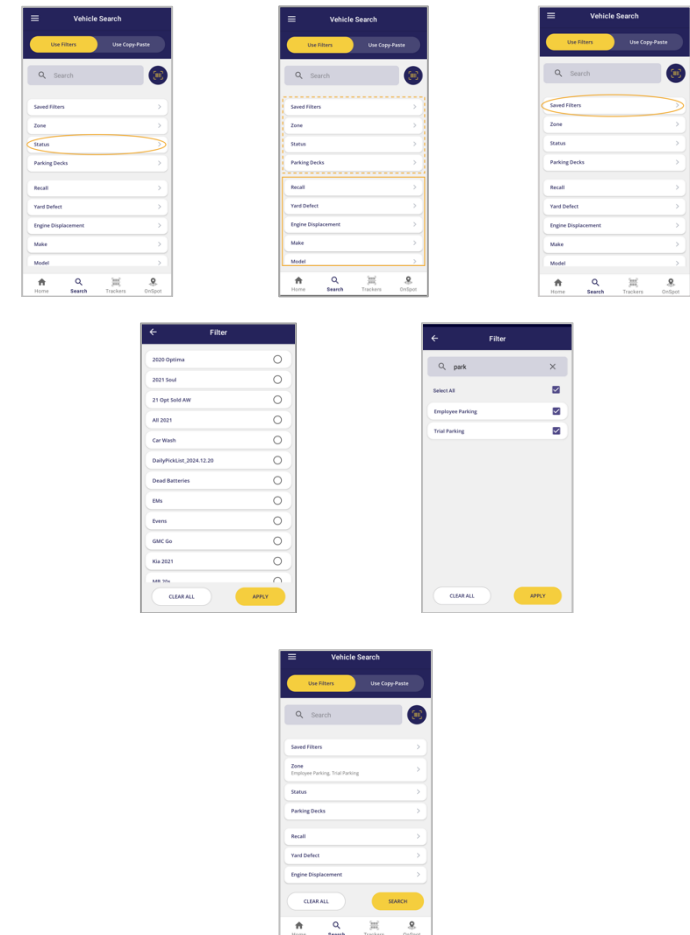 Vehicle Search
Use Filters Use Copy-Paste
Search
Saved Filters
Zone
Status
Parking Decks
Recall
Yard Defect
Engine Displacement
Make
Model
Home Search Trackers OnSpot
Vehicle Search
Use Filters Use Copy-Paste
Search
Saved Filters
Zone
Status
Parking Decks
Recall
Yard Defect
Engine Displacement
Make
Model
Home Search Trackers OnSpot
Vehicle Search
Use Filters Use Copy-Paste
Search
Saved Filters
Zone
Status
Parking Decks
Recall
Yard Defect
Engine Displacement
Make
Model
Home Search Trackers OnSpot
Filter
2020 Optima
2021 Soul
21 Opt Sold AW
All 2021
Car Wash
DailyPickList_2024.12.20
Dead Batteries
EMs
Evens
GMC Go
Kia 2021
CLEAR ALL APPLY
Filter
park
Select All
Employee Parking
Trial Parking
CLEAR ALL APPLY
Vehicle Search
Use Filters Use Copy-Paste
Search
Saved Filters
Zone
Employee Parking, Trial Parking
Status
Parking Decks
Recall
Yard Defect
Engine Displacement
CLEAR ALL SEARCH
Home Search Trackers OnSpot